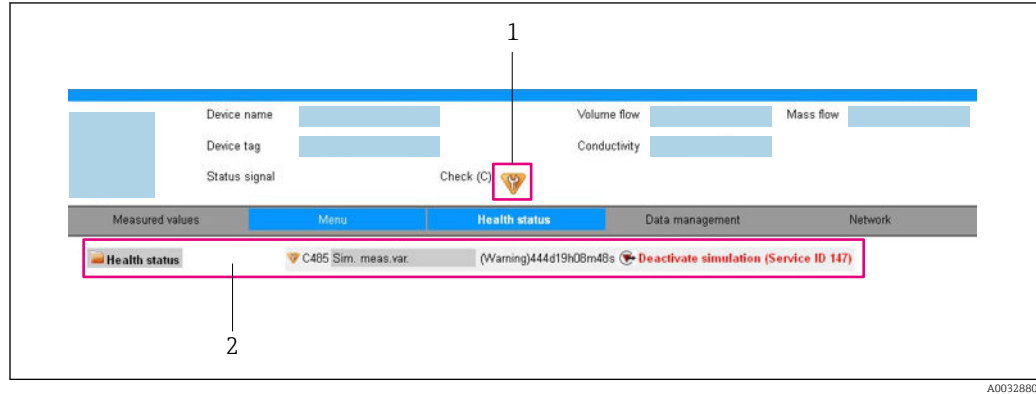 1
Device name Volume flow Mass flow
Device tag Conductivity
Status signal Check (C)
Measured values Menu Health status Data management Network
Health status C485 Sim. meas.var. (Warning)444d19h08m48s Deactivate simulation (Service ID 147)
2
A0032880